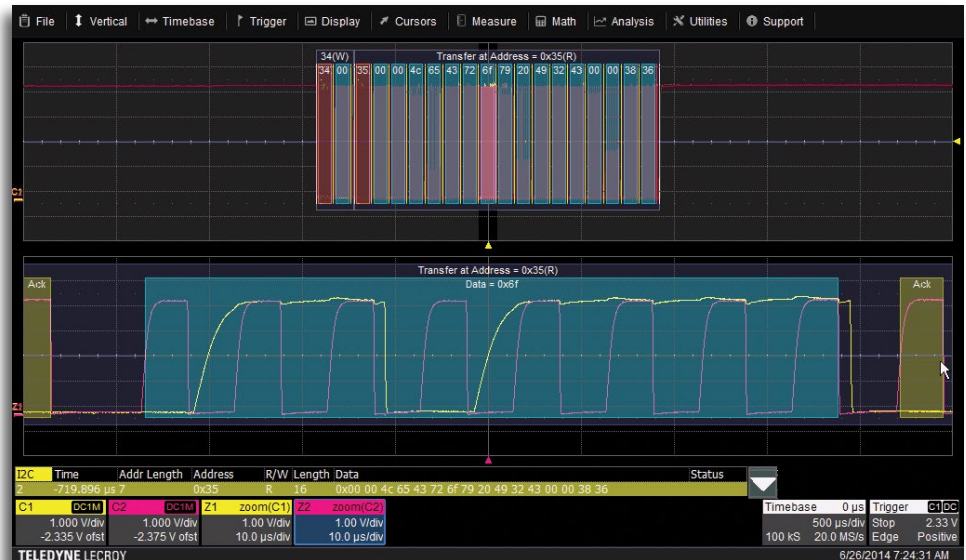 File Vertical Timebase Trigger Display Cursors Measure Math Analysis Utilities Support
34(W) Transfer at Address = 0x35(R)
34 00 35 00 00 4c 65 43 72 6f 79 20 49 32 43 00 00 38 36
C1
Transfer at Address = 0x35(R)
Ack Data = 0x6f Ack
Z1
I2C Time Addr Length Address R/W Length Data Status
2 -719.896 µs 7 0x35 R 16 0x00 00 4c 65 43 72 6f 79 20 49 32 43 00 00 38 36
C1 DC1M C2 DC1M Z1 zoom(C1) Z2 zoom(C2) Timebase 0 µs Trigger C1 DC
1.000 V/div 1.000 V/div 1.00 V/div 1.00 V/div 500 µs/div Stop 2.33 V
-2.335 V ofst -2.375 V ofst 10.0 µs/div 10.0 µs/div 100 kS 20.0 MS/s Edge Positive
TELEDYNE LECROY 6/26/2014 7:24:31 AM